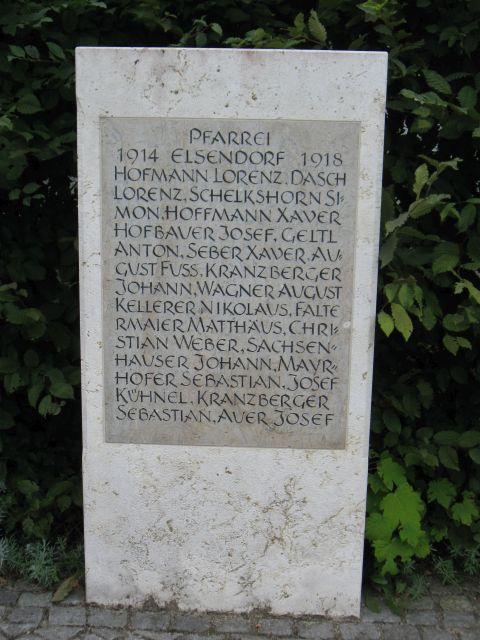 PFARREI
1914 ELSENDORF 1918
HOFMANN LORENZ. DASCH
LORENZ. SCHELKSHORN SI-
MON. HOFFMANN XAVER
HOFBAUER JOSEF. GELTL
ANTON. SEBER XAVER. AU-
GUST FUSS. KRANZBERGER
JOHANN. WAGNER AUGUST
KELLERER NIKOLAUS. FALTE
RMAIER MATTHÄUS. CHRI-
STIAN WEBER. SACHSEN-
HAUSER JOHANN. MAYR-
HOFER SEBASTIAN. JOSEF
KÜHNEL. KRANZBERGER
SEBASTIAN. AUER JOSEF